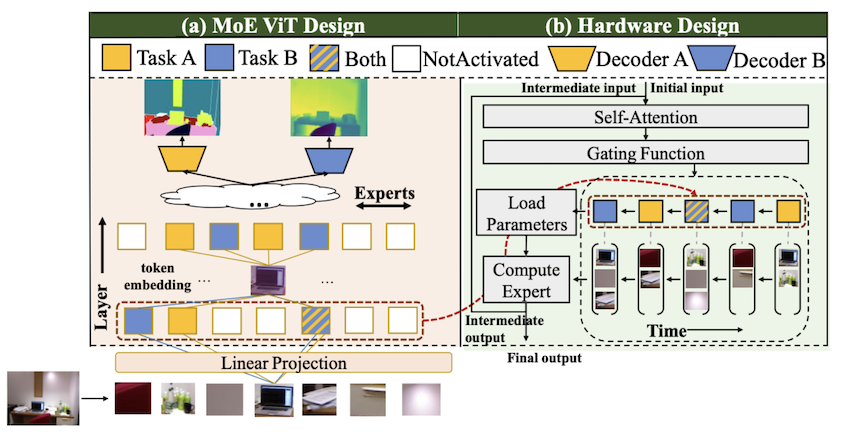 (a) MoE ViT Design
(b) Hardware Design
Task A
Task B
Both
NotActivated
Decoder A
Decoder B
...
Experts
Layer
token
embedding
...
...
Linear Projection
Intermediate input
Initial input
Self-Attention
Gating Function
Load
Parameters
Compute
Expert
Time
Intermediate
output
Final output